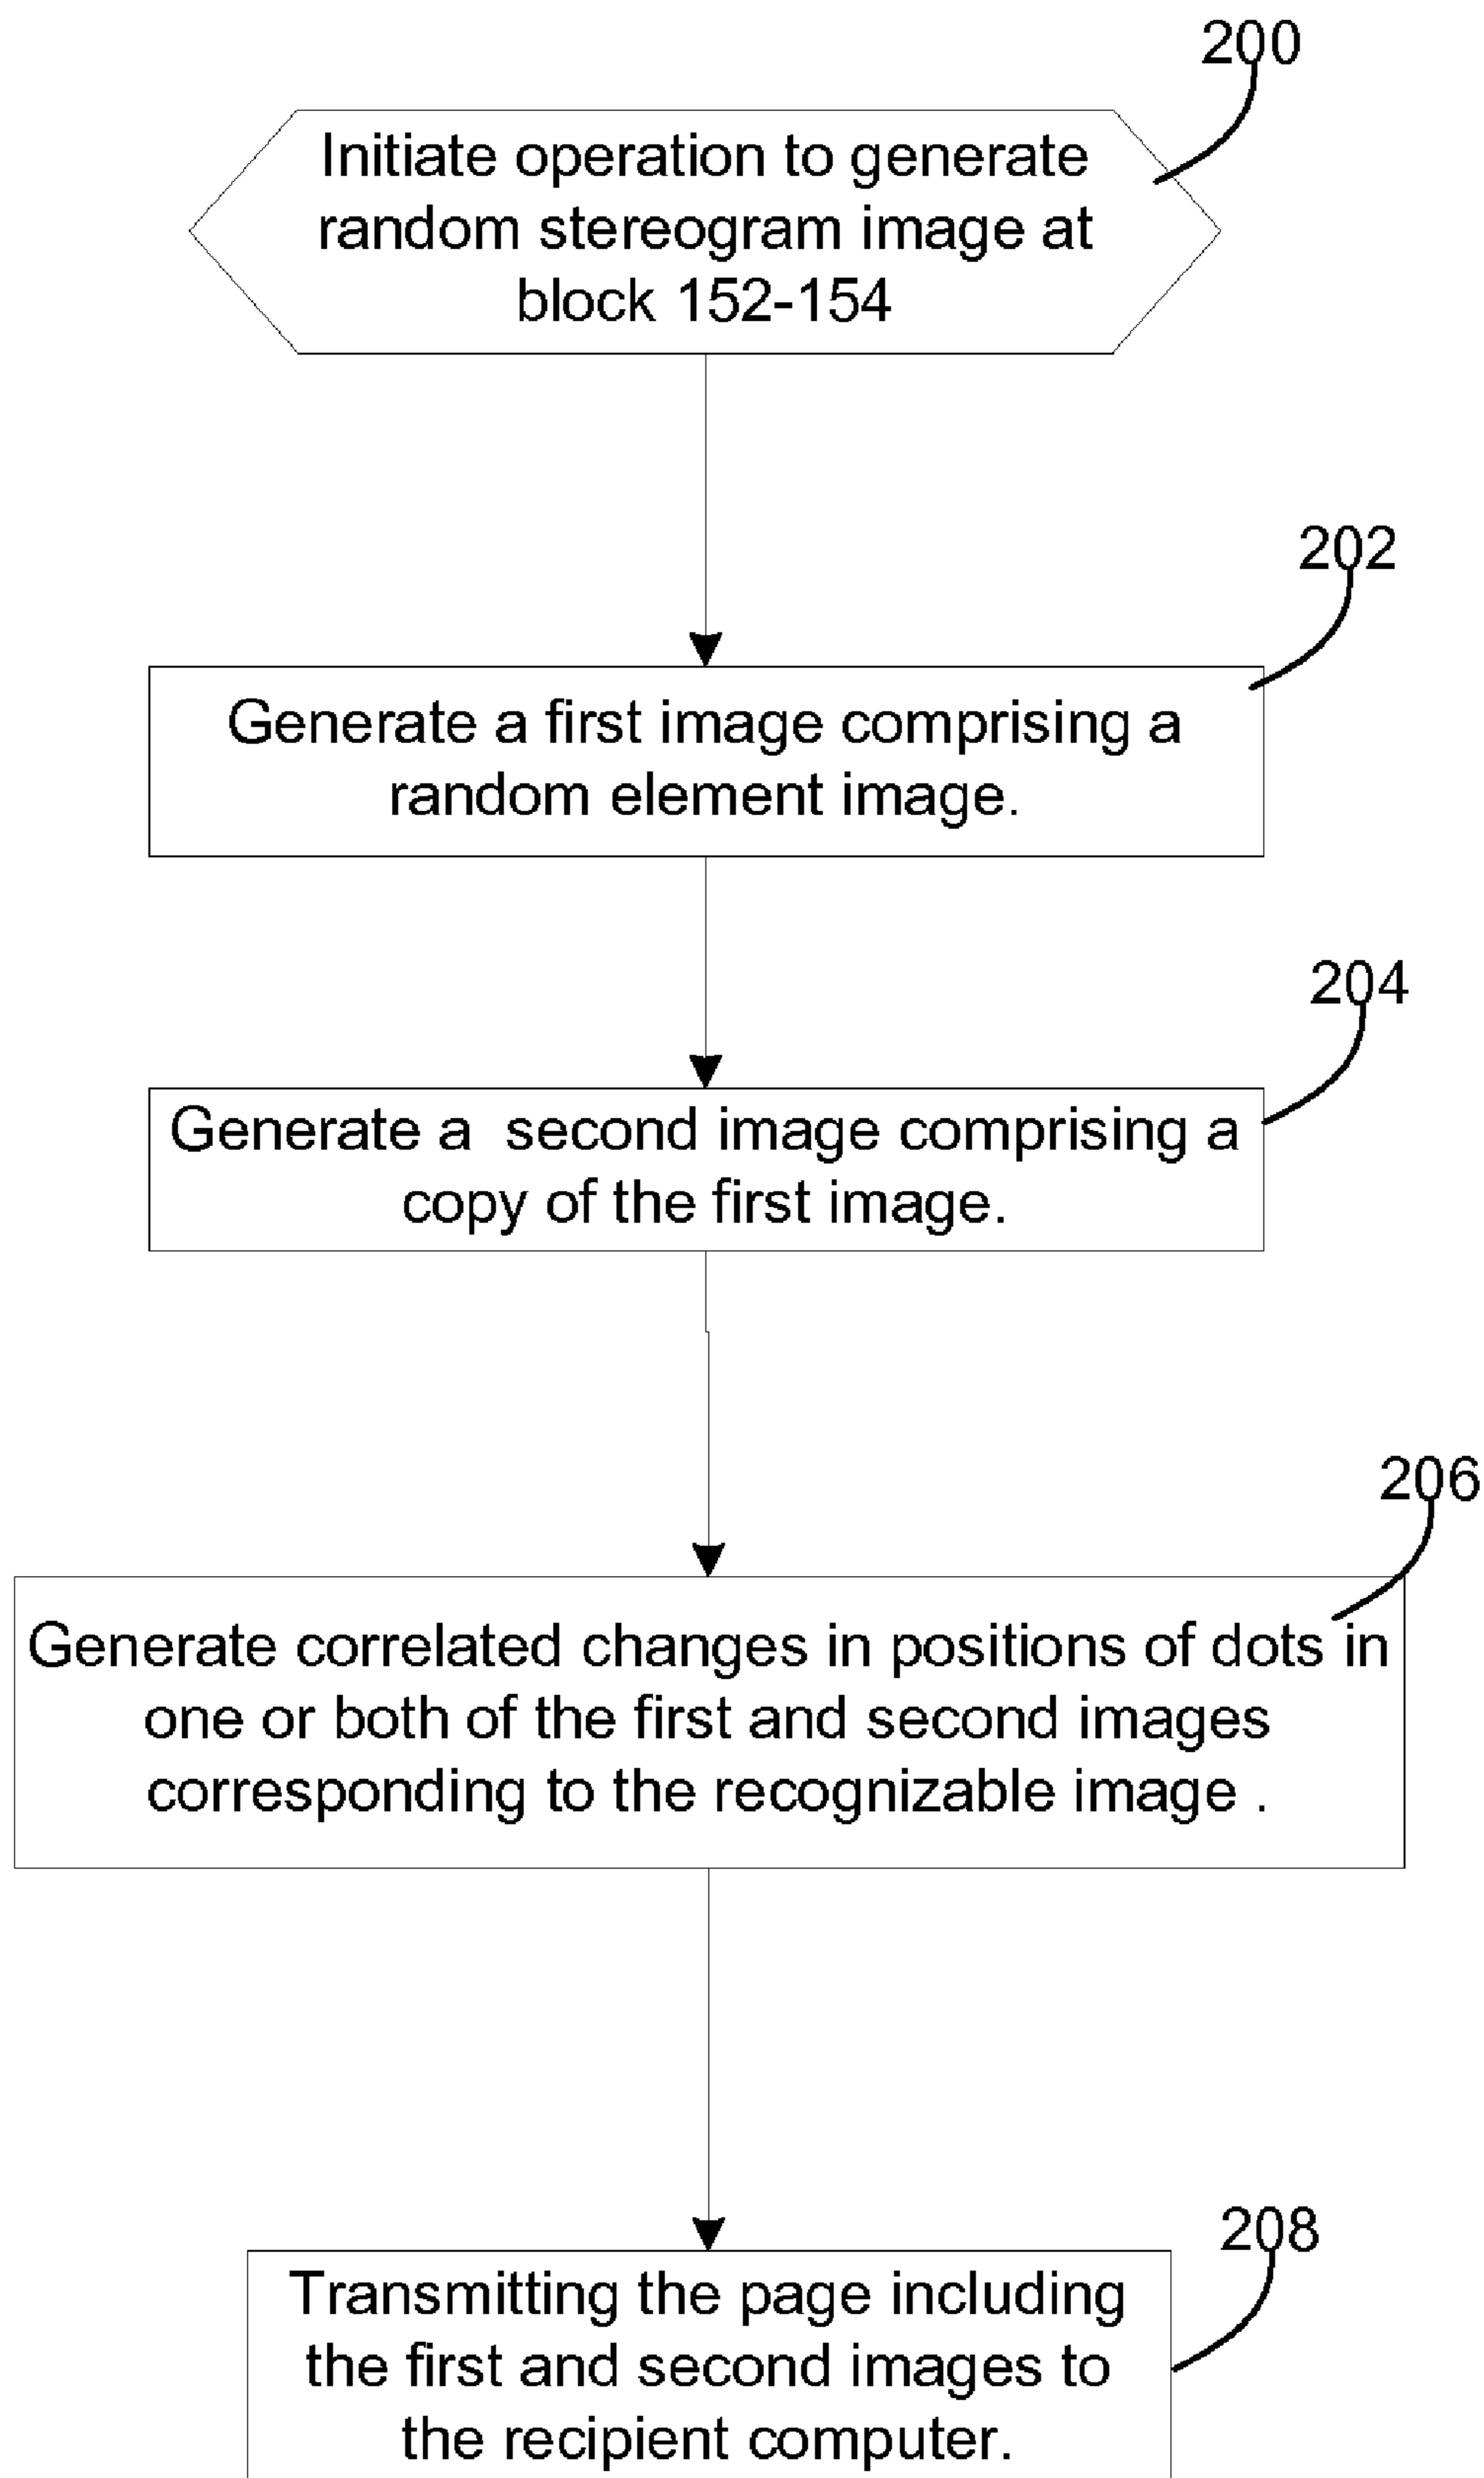 200
Initiate operation to generate
random stereogram image at
block 152-154
202
Generate a first image comprising a
random element image.
204
Generate a  second image comprising a
copy of the first image.
206
Generate correlated changes in positions of dots in
one or both of the first and second images
corresponding to the recognizable image .
208
Transmitting the page including
the first and second images to
the recipient computer.